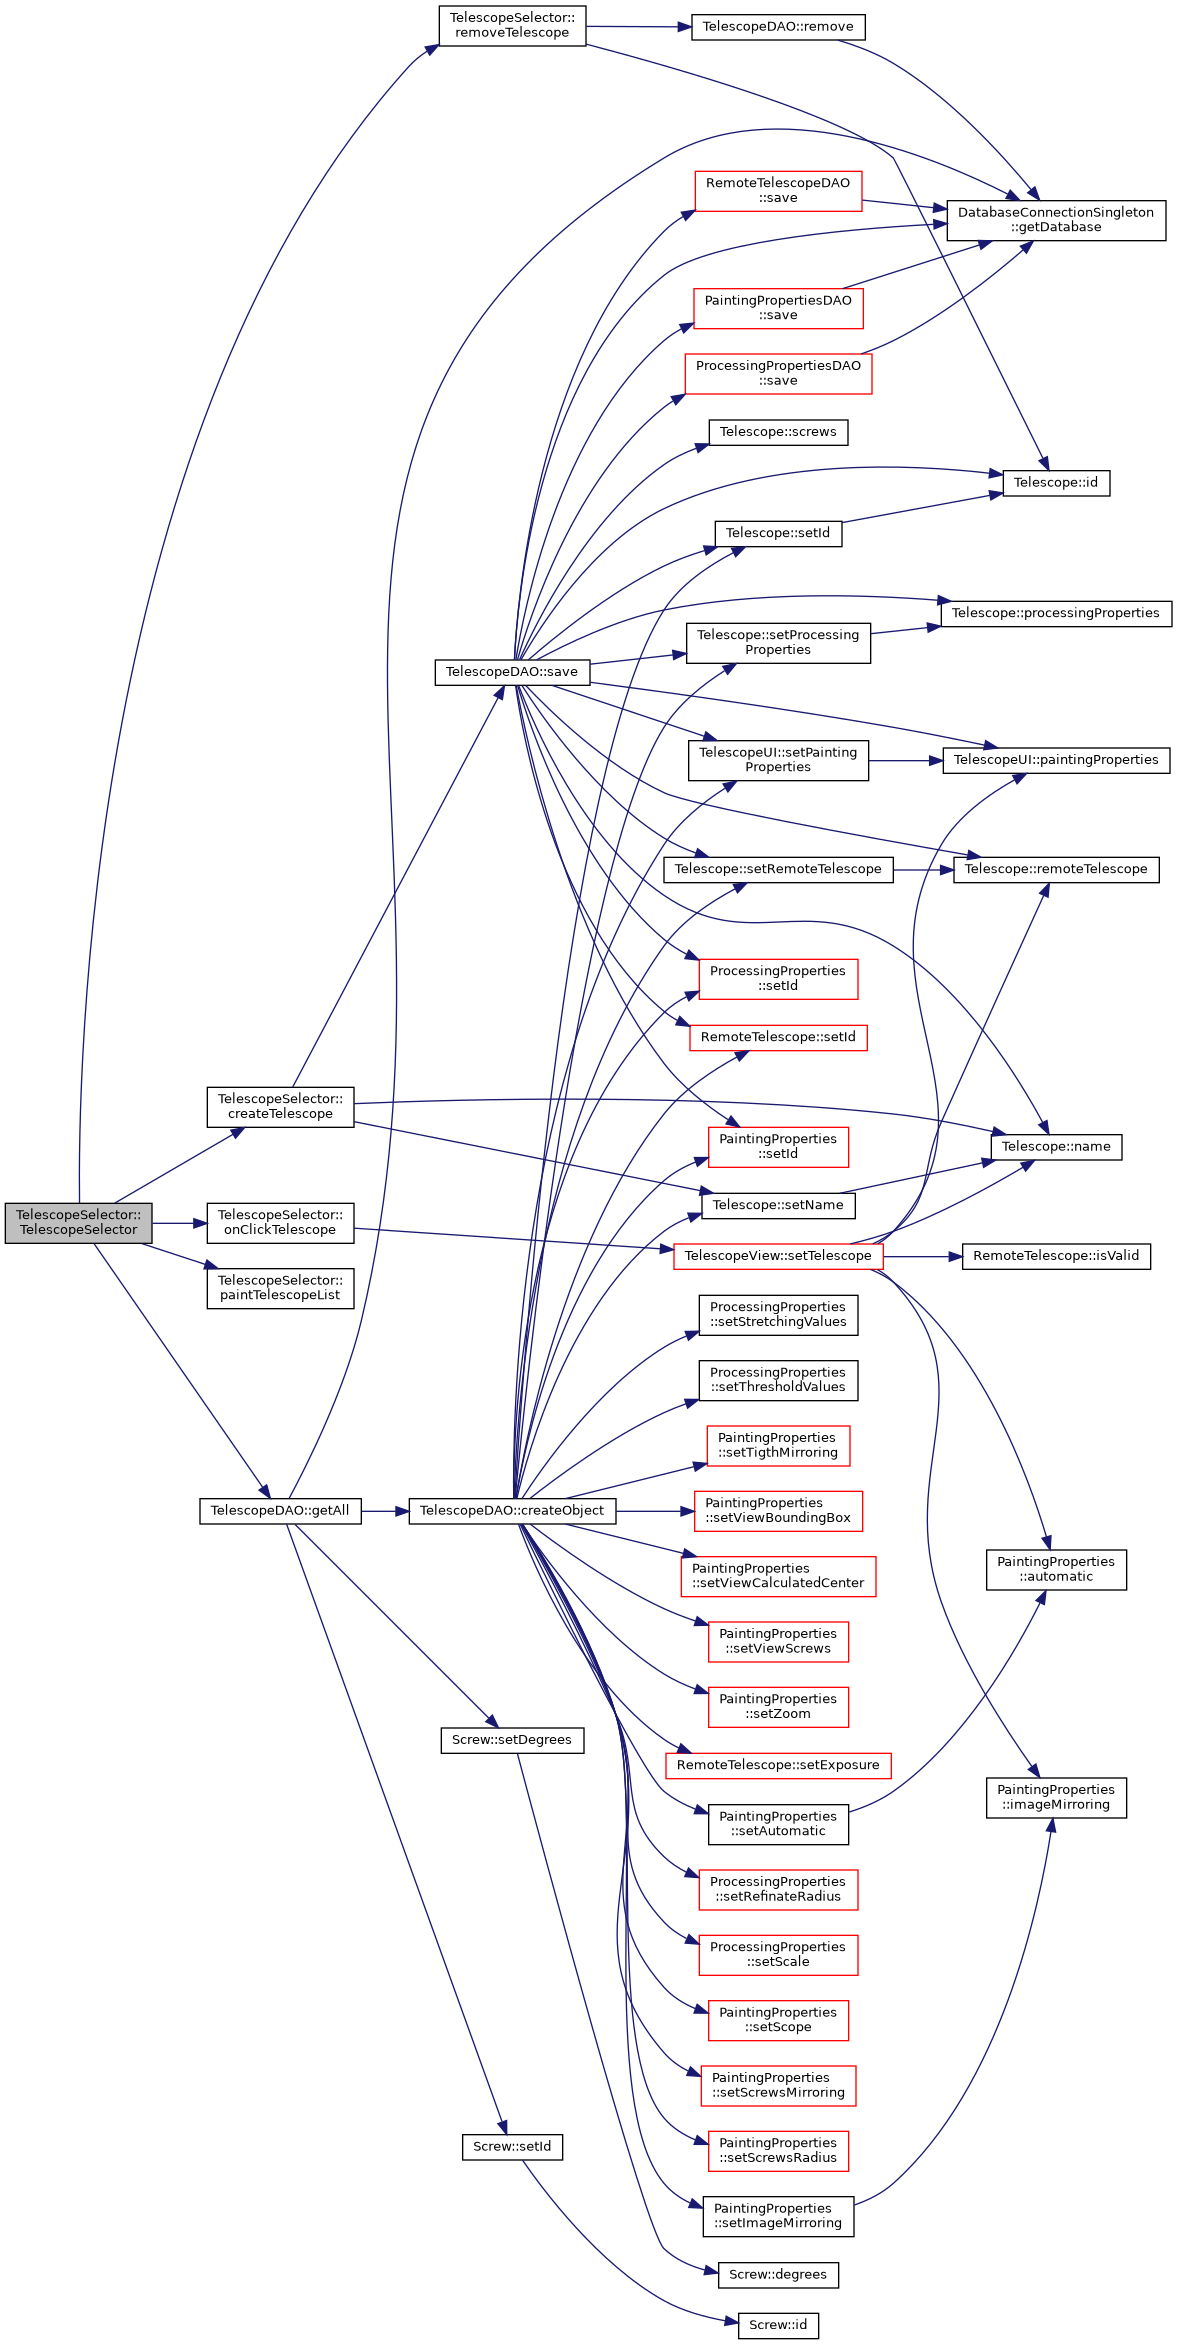 TelescopeSelector::
removeTelescope
TelescopeDAO::remove
RemoteTelescopeDAO
::save
DatabaseConnectionSingleton
::getDatabase
PaintingPropertiesDAO
::save
ProcessingPropertiesDAO
::save
Telescope::screws
Telescope::id
Telescope::setId
Telescope::processingProperties
Telescope::setProcessing
Properties
TelescopeDAO::save
TelescopeUI::setPainting
Properties
TelescopeUI::paintingProperties
Telescope::setRemoteTelescope
Telescope::remoteTelescope
ProcessingProperties
::setId
RemoteTelescope::setId
TelescopeSelector::
createTelescope
PaintingProperties
::setId
Telescope::name
Telescope::setName
TelescopeSelector::
TelescopeSelector
TelescopeSelector::
onClickTelescope
TelescopeView::setTelescope
RemoteTelescope::isValid
TelescopeSelector::
paintTelescopeList
ProcessingProperties
::setStretchingValues
ProcessingProperties
::setThresholdValues
PaintingProperties
::setTigthMirroring
TelescopeDAO::getAll
TelescopeDAO::createObject
PaintingProperties
::setViewBoundingBox
PaintingProperties
::setViewCalculatedCenter
PaintingProperties
::automatic
PaintingProperties
::setViewScrews
PaintingProperties
::setZoom
Screw::setDegrees
RemoteTelescope::setExposure
PaintingProperties
::imageMirroring
PaintingProperties
::setAutomatic
ProcessingProperties
::setRefinateRadius
ProcessingProperties
::setScale
PaintingProperties
::setScope
PaintingProperties
::setScrewsMirroring
Screw::setId
PaintingProperties
::setScrewsRadius
PaintingProperties
::setImageMirroring
Screw::degrees
Screw::id